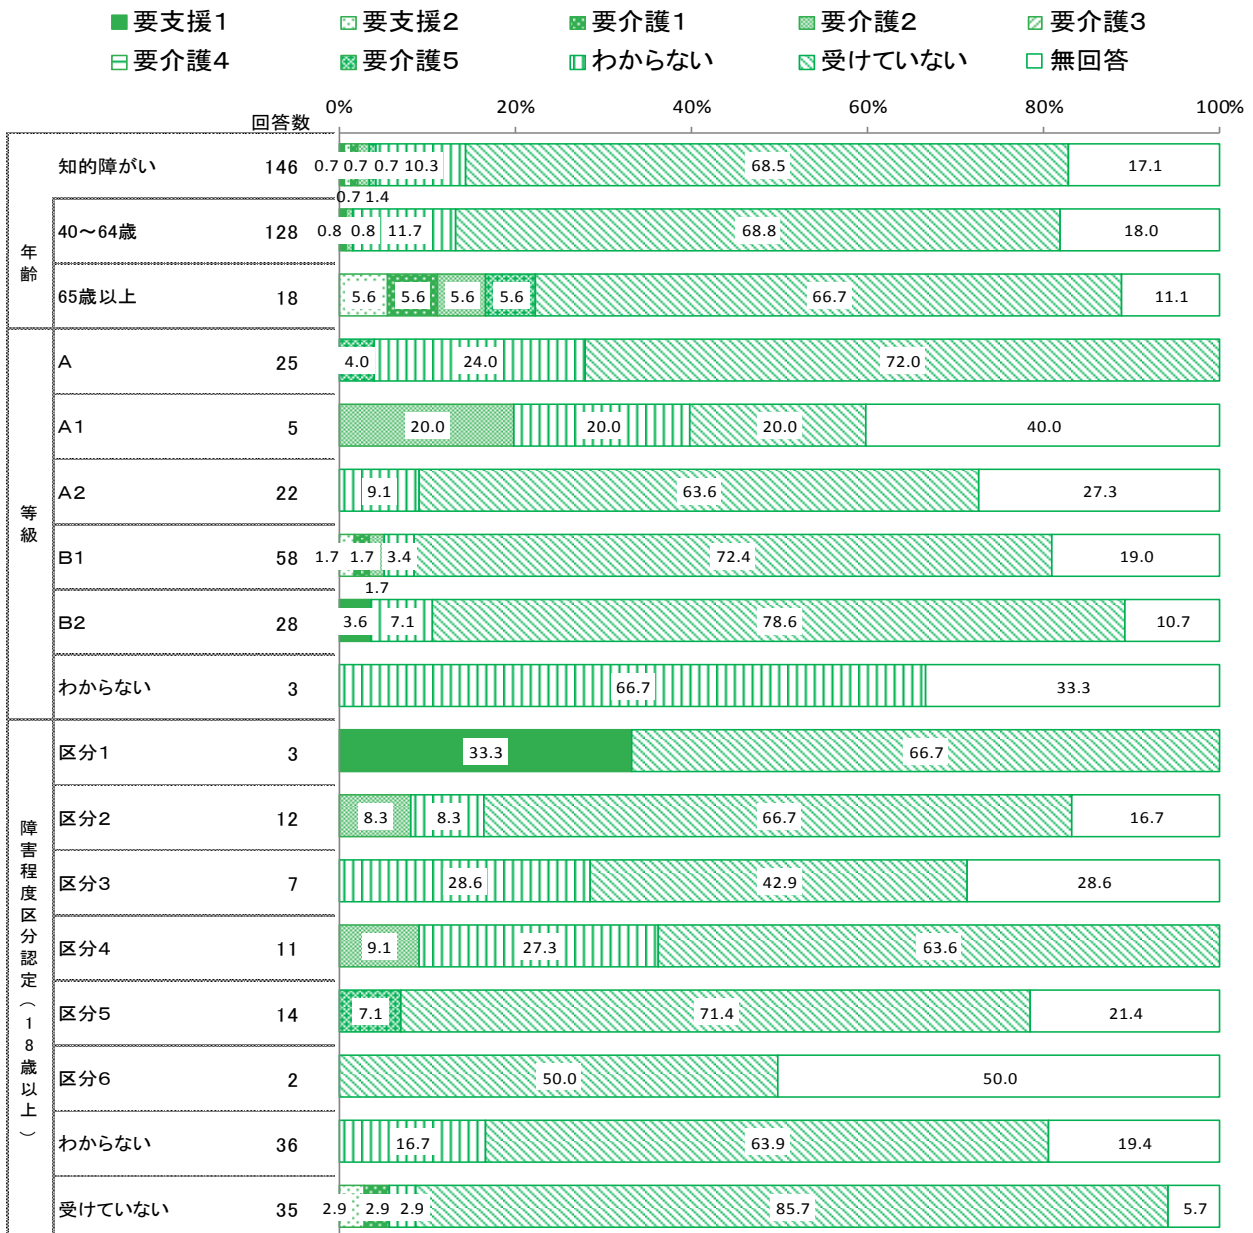 要支援1 要支援2 要介護1 要介護2 要介護3
要介護4 要介護5 わからない 受けていない 無回答
0% 20% 40% 60% 80% 100%
回答数
知的障がい 146 0.7 0.7 0.7 10.3 68.5 17.1
0.7 1.4
年齢
40～64歳 128 0.8 0.8 11.7 68.8 18.0
65歳以上 18 5.6 5.6 5.6 5.6 66.7 11.1
等級
A 25 4.0 24.0 72.0
A1 5 20.0 20.0 20.0 40.0
A2 22 9.1 63.6 27.3
B1 58 1.7 1.7 3.4 72.4 19.0
1.7
B2 28 3.6 7.1 78.6 10.7
わからない 3 66.7 33.3
障害程度区分認定（18歳以上）
区分1 3 33.3 66.7
区分2 12 8.3 8.3 66.7 16.7
区分3 7 28.6 42.9 28.6
区分4 11 9.1 27.3 63.6
区分5 14 7.1 71.4 21.4
区分6 2 50.0 50.0
わからない 36 16.7 63.9 19.4
受けていない 35 2.9 2.9 2.9 85.7 5.7